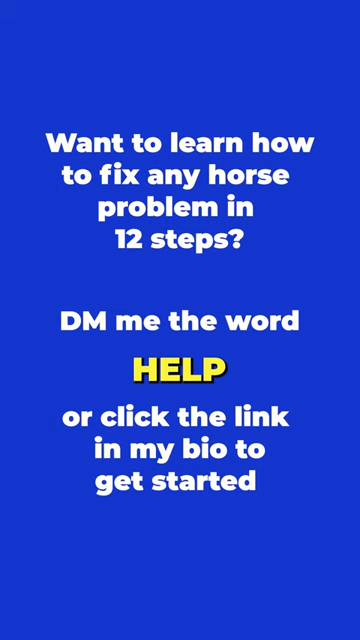 Want to learn how
to fix any horse
problem in
12 steps?
DM me the word
HELP
or click the link
in my bio to
get started